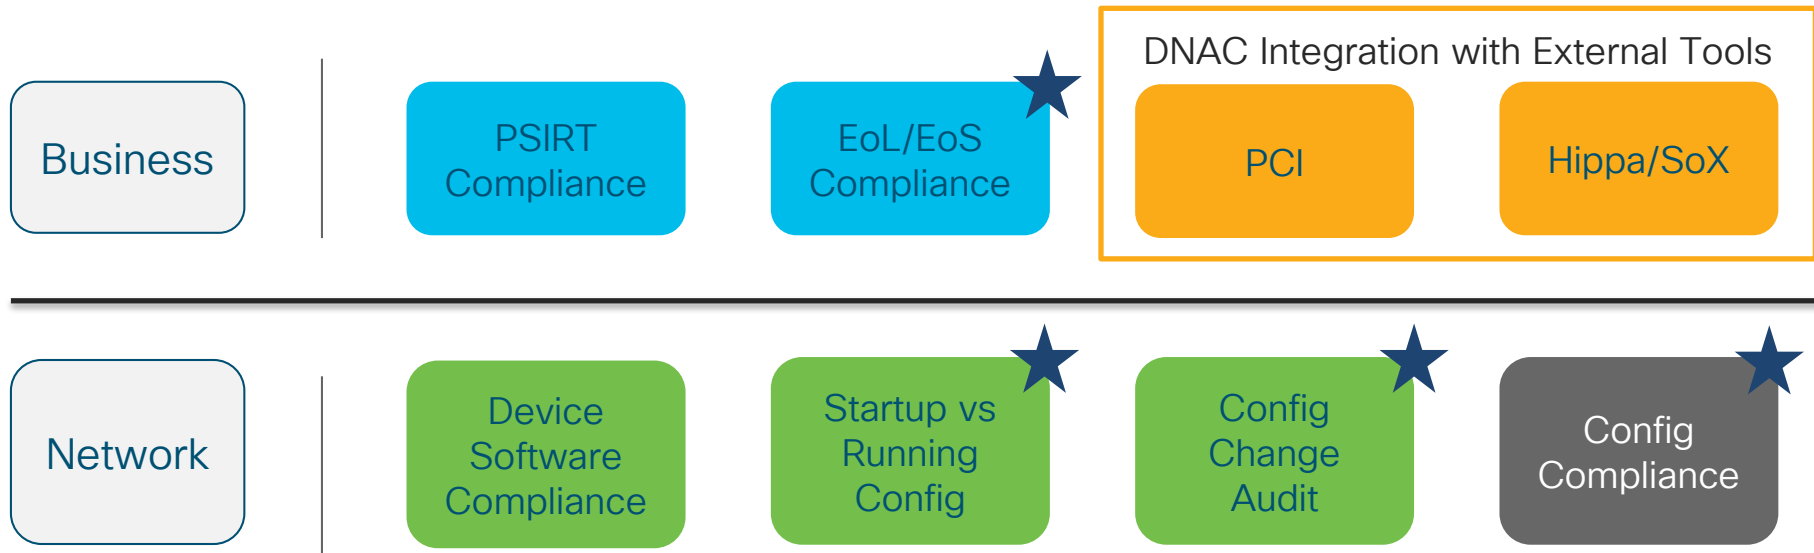 DNAC Integration with External Tools
Business
PSIRT
Compliance
EoL/EoS
Compliance
PCI
Hippa/SoX
Network
Device
Software
Compliance
Startup vs
Running
Config
Config
Change
Audit
Config
Compliance